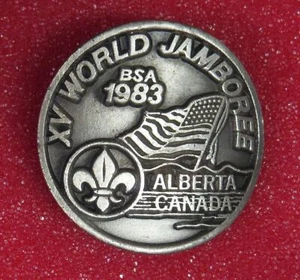 XV WORLD JAMBOREE
BSA
1983
ALBERTA
CANADA